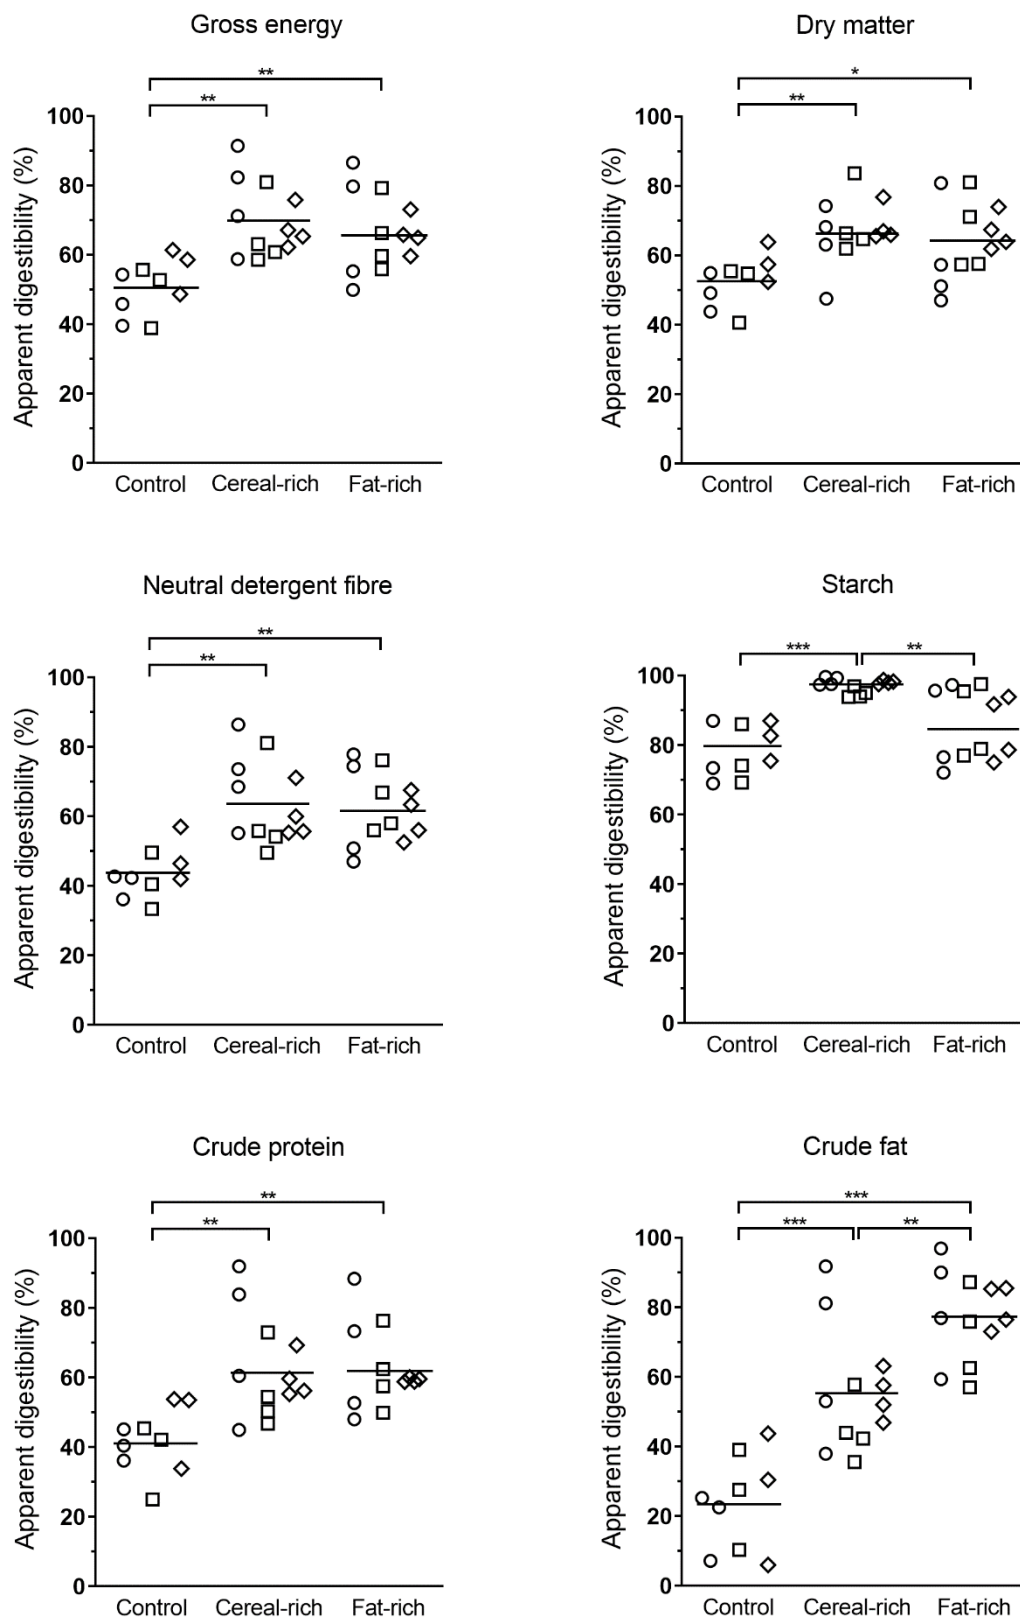 Gross energy
**
**
Apparent digestibility (%)
100
80
60
40
20
0
Control Cereal-rich Fat-rich
Dry matter
*
**
Apparent digestibility (%)
100
80
60
40
20
0
Control Cereal-rich Fat-rich
Neutral detergent fibre
**
**
Apparent digestibility (%)
100
80
60
40
20
0
Control Cereal-rich Fat-rich
Starch
*** **
Apparent digestibility (%)
100
80
60
40
20
0
Control Cereal-rich Fat-rich
Crude protein
**
**
Apparent digestibility (%)
100
80
60
40
20
0
Control Cereal-rich Fat-rich
Crude fat
***
*** **
Apparent digestibility (%)
100
80
60
40
20
0
Control Cereal-rich Fat-rich